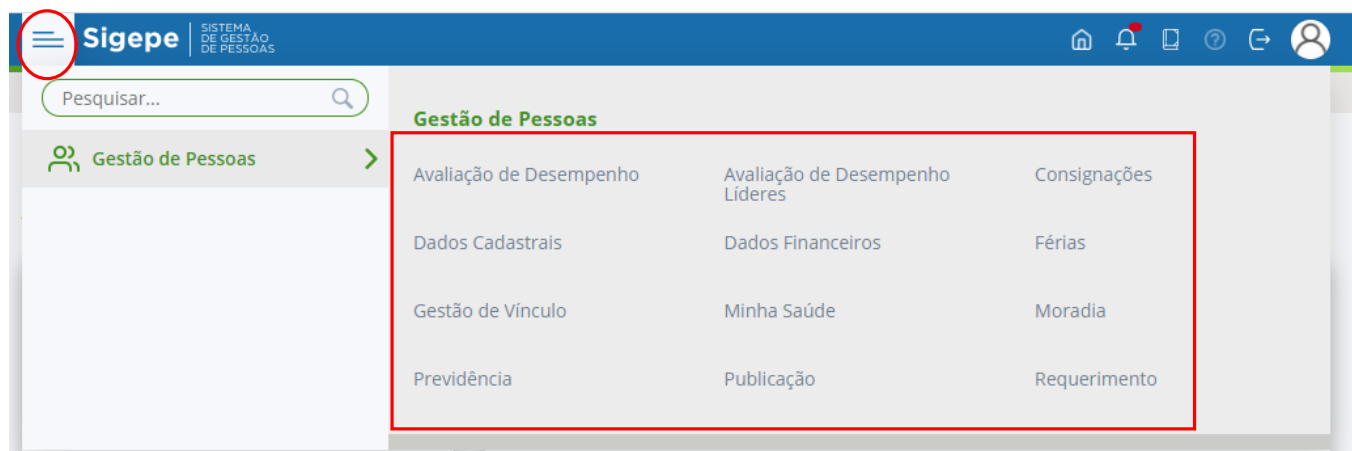 Sigepe
SISTEMA
DE GESTÃO
DE PESSOAS
Pesquisar...
Gestão de Pessoas
Gestão de Pessoas
Avaliação de Desempenho
Avaliação de Desempenho
Líderes
Consignações
Dados Cadastrais
Dados Financeiros
Férias
Gestão de Vínculo
Minha Saúde
Moradia
Previdência
Publicação
Requerimento